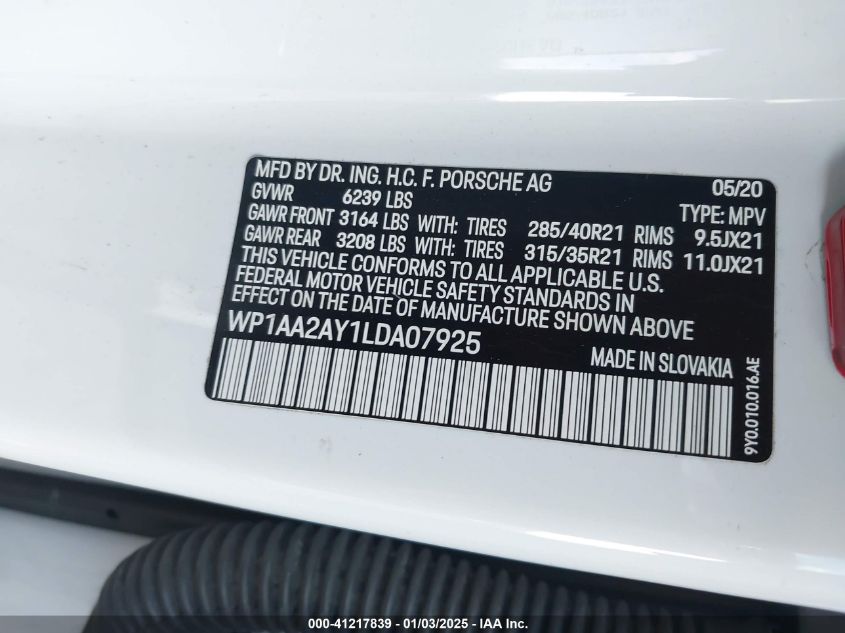 MFD BY DR. ING. H.C. F. PORSCHE AG 05/20
GVWR 6239 LBS TYPE: MPV
GAWR FRONT 3164 LBS WITH: TIRES 285/40R21 RIMS 9.5JX21
GAWR REAR 3208 LBS WITH: TIRES 315/35R21 RIMS 11.0JX21
THIS VEHICLE CONFORMS TO ALL APPLICABLE U.S.
FEDERAL MOTOR VEHICLE SAFETY STANDARDS IN
EFFECT ON THE DATE OF MANUFACTURE SHOWN ABOVE
WP1AA2AY1LDA07925
MADE IN SLOVAKIA
9Y0.010.016.AE
000-41217839 - 01/03/2025 - IAA Inc.